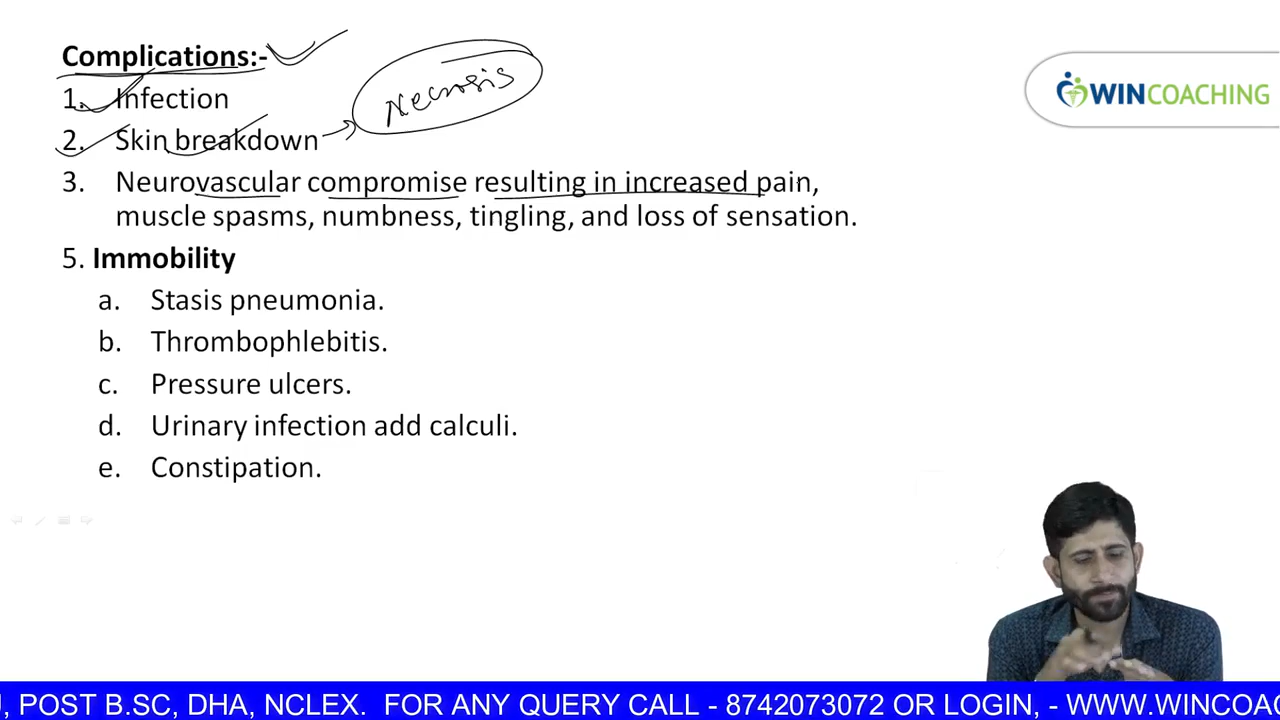 Complications:-
Necrosis
WINCOACHING
1. Infection
2. Skin breakdown
3. Neurovascular compromise resulting in increased pain,
muscle spasms, numbness, tingling, and loss of sensation.
5. Immobility
a. Stasis pneumonia.
b. Thrombophlebitis.
c. Pressure ulcers.
d. Urinary infection add calculi.
e. Constipation.
, POST B.SC, DHA, NCLEX. FOR ANY QUERY CALL - 8742073072 OR LOGIN, - WWW.WINCOA